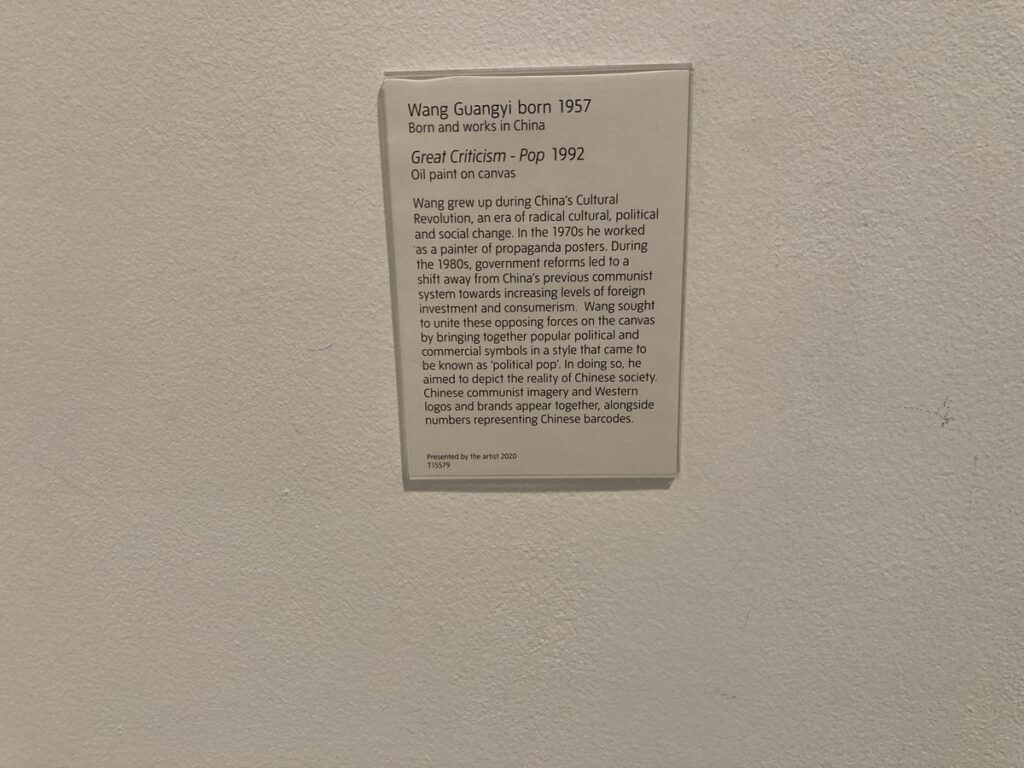 Wang Guangyi born 1957
Born and works in China
Great Criticism - Pop 1992
Oil paint on canvas
Wang grew up during China's Cultural
Revolution, an era of radical cultural, political
and social change. In the 1970s he worked
as a painter of propaganda posters. During
the 1980s, government reforms led to a
shift away from China's previous communist
system towards increasing levels of foreign
investment and consumerism. Wang sought
to unite these opposing forces on the canvas
by bringing together popular political and
commercial symbols in a style that came to
be known as 'political pop'. In doing so, he
aimed to depict the reality of Chinese society.
Chinese communist imagery and Western
logos and brands appear together, alongside
numbers representing Chinese barcodes.
Presented by the artist 2020
T15579